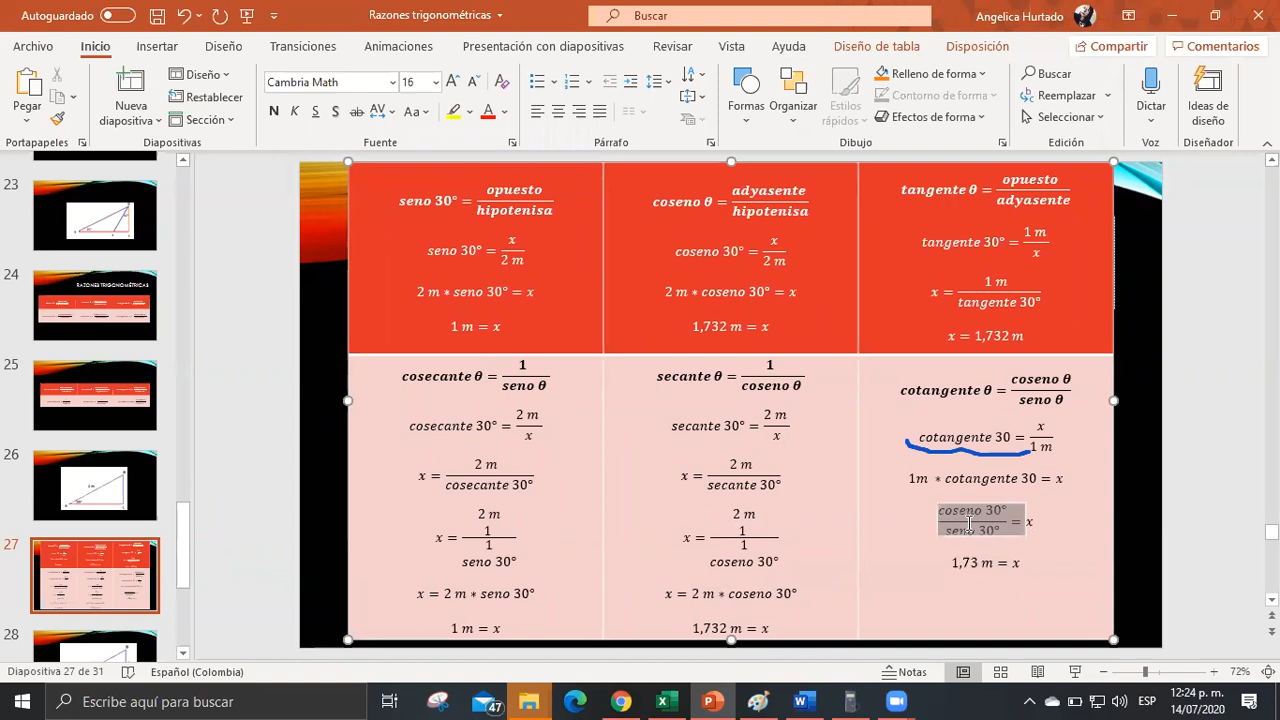 Autoguardado
Razones trigonométricas
Buscar
Angelica Hurtado
Archivo Inicio Insertar Diseño Transiciones Animaciones Presentación con diapositivas Revisar Vista Ayuda Diseño de tabla Disposición Compartir Comentarios
Pegar
Nueva diapositiva
Diseño
Restablecer
Sección
Cambria Math 16
N K S S ab AV Aa A
Formas Organizar Estilos rápidos
Relleno de forma
Contorno de forma
Efectos de forma
Buscar
Reemplazar
Seleccionar
Dictar
Ideas de diseño
Portapapeles Diapositivas Fuente Párrafo Dibujo Edición Voz Diseñador
23
24
RAZONES TRIGONOMÉTRICAS
25
26
27
28
seno 30° = opuesto / hipotenisa
seno 30° = x / 2 m
2 m * seno 30° = x
1 m = x
coseno θ = adyasente / hipotenisa
coseno 30° = x / 2 m
2 m * coseno 30° = x
1,732 m = x
tangente θ = opuesto / adyasente
tangente 30° = 1 m / x
x = 1 m / tangente 30°
x = 1,732 m
cosecante θ = 1 / seno θ
cosecante 30° = 2 m / x
x = 2 m / cosecante 30°
x = 2 m / 1 / 1 / seno 30°
x = 2 m * seno 30°
1 m = x
secante θ = 1 / coseno θ
secante 30° = 2 m / x
x = 2 m / secante 30°
x = 2 m / 1 / 1 / coseno 30°
x = 2 m * coseno 30°
1,732 m = x
cotangente θ = coseno θ / seno θ
cotangente 30 = x / 1 m
1m * cotangente 30 = x
coseno 30° / seno 30° = x
1,73 m = x
Diapositiva 27 de 31 Español (Colombia) Notas 72%
Escribe aquí para buscar
47
ESP
12:24 p. m.
14/07/2020